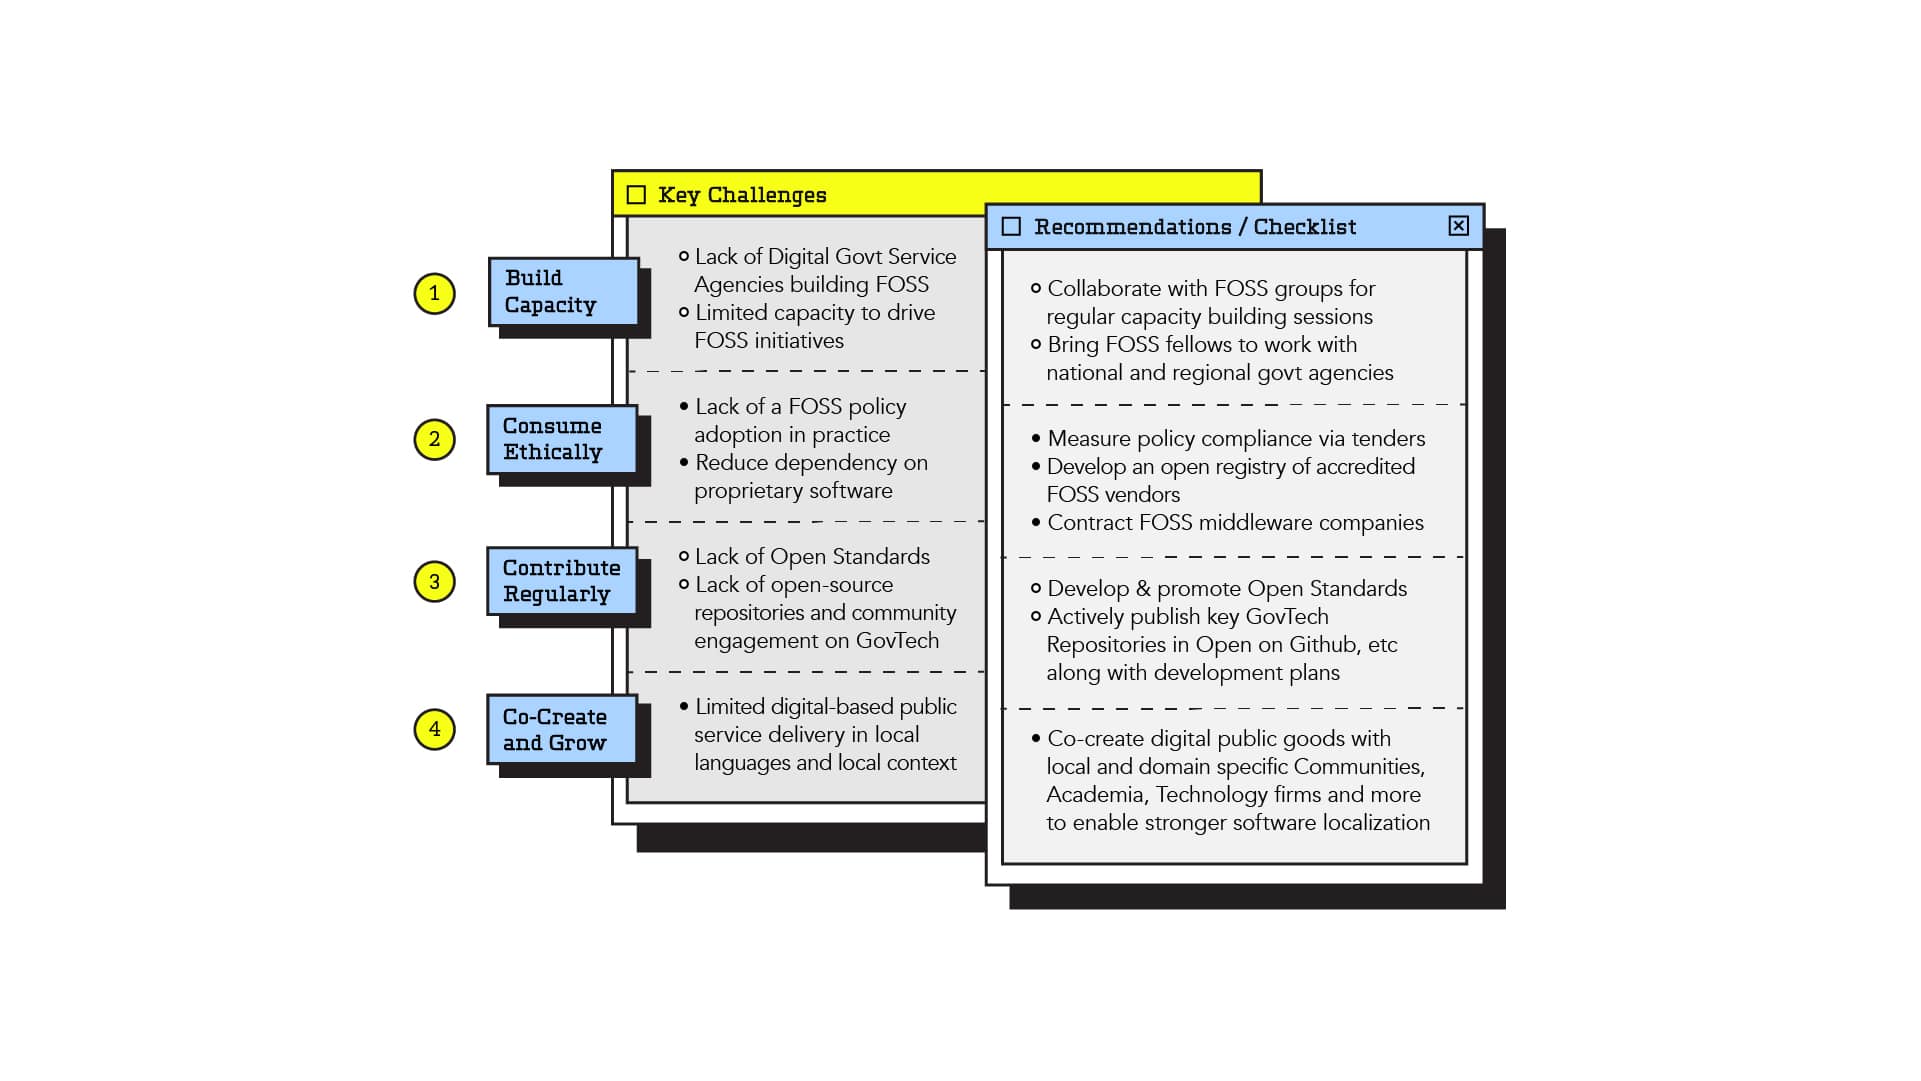 Key Challenges
Recommendations / Checklist
1
Build
Capacity
Lack of Digital Govt Service
Agencies building FOSS
Limited capacity to drive
FOSS initiatives
Collaborate with FOSS groups for
regular capacity building sessions
Bring FOSS fellows to work with
national and regional govt agencies
2
Consume
Ethically
Lack of a FOSS policy
adoption in practice
Reduce dependency on
proprietary software
Measure policy compliance via tenders
Develop an open registry of accredited
FOSS vendors
Contract FOSS middleware companies
3
Contribute
Regularly
Lack of Open Standards
Lack of open-source
repositories and community
engagement on GovTech
Develop & promote Open Standards
Actively publish key GovTech
Repositories in Open on Github, etc
along with development plans
4
Co-Create
and Grow
Limited digital-based public
service delivery in local
languages and local context
Co-create digital public goods with
local and domain specific Communities,
Academia, Technology firms and more
to enable stronger software localization